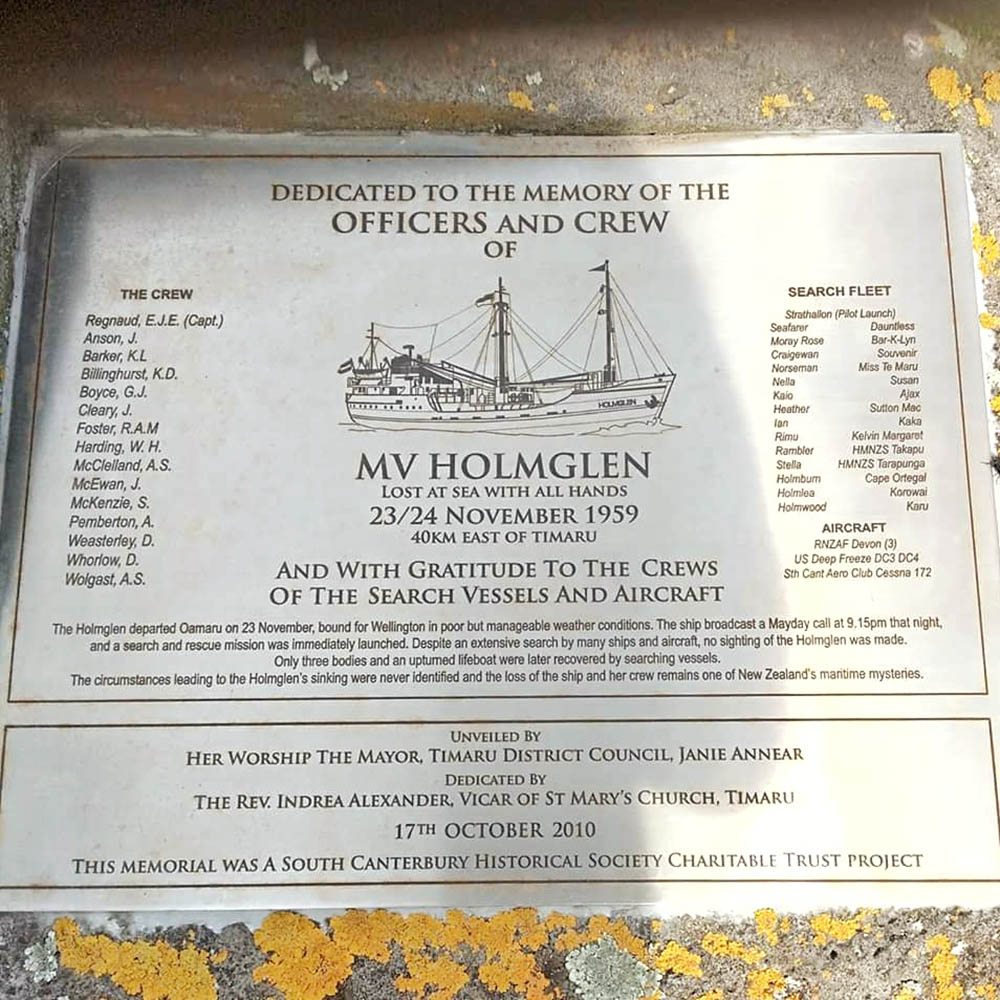 DEDICATED TO THE MEMORY OF THE
OFFICERS AND CREW
OF
THE CREW
Regnaud, E.J.E. (Capt.)
Anson, J.
Barker, K.L
Billinghurst, K.D.
Boyce, G.J.
Cleary, J.
Foster, R.A.M
Harding, W. H.
McClelland, A.S.
McEwan, J.
McKenzie, S.
Pemberton, A.
Weasterley, D.
Whorlow, D.
Wolgast, A.S.
HOLMGLEN
SEARCH FLEET
Strathallon (Pilot Launch)
Seafarer Dauntless
Moray Rose Bar-K-Lyn
Craigewan Souvenir
Norseman Miss Te Maru
Nella Susan
Kaio Ajax
Heather Sutton Mac
Ian Kaka
Rimu Kelvin Margaret
Rambler HMNZS Takapu
Stella HMNZS Tarapunga
Holmburn Cape Ortegal
Holmlea Korowai
Holmwood Karu
AIRCRAFT
RNZAF Devon (3)
US Deep Freeze DC3 DC4
Sth Cant Aero Club Cessna 172
MV HOLMGLEN
LOST AT SEA WITH ALL HANDS
23/24 NOVEMBER 1959
40KM EAST OF TIMARU
AND WITH GRATITUDE TO THE CREWS
OF THE SEARCH VESSELS AND AIRCRAFT
The Holmglen departed Oamaru on 23 November, bound for Wellington in poor but manageable weather conditions. The ship broadcast a Mayday call at 9.15pm that night,
and a search and rescue mission was immediately launched. Despite an extensive search by many ships and aircraft, no sighting of the Holmglen was made.
Only three bodies and an upturned lifeboat were later recovered by searching vessels.
The circumstances leading to the Holmglen's sinking were never identified and the loss of the ship and her crew remains one of New Zealand's maritime mysteries.
UNVEILED BY
HER WORSHIP THE MAYOR, TIMARU DISTRICT COUNCIL, JANIE ANNEAR
DEDICATED BY
THE REV. INDREA ALEXANDER, VICAR OF ST MARY'S CHURCH, TIMARU
17TH OCTOBER 2010
THIS MEMORIAL WAS A SOUTH CANTERBURY HISTORICAL SOCIETY CHARITABLE TRUST PROJECT